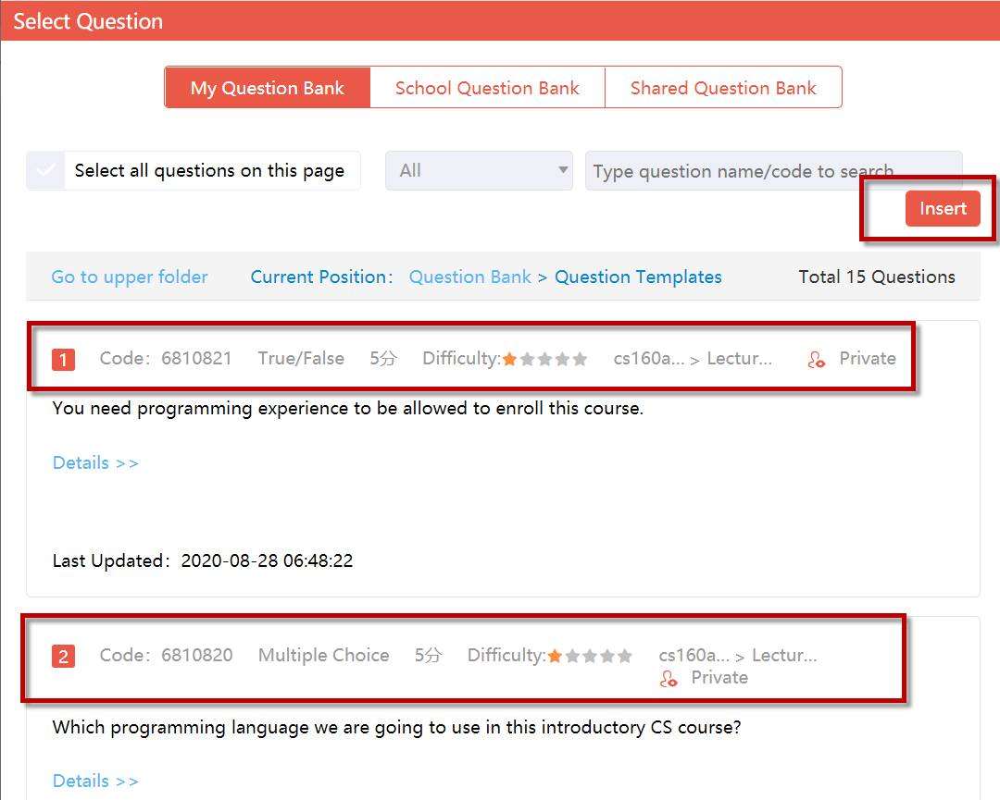 Select Question
My Question Bank School Question Bank Shared Question Bank
Select all questions on this page All Type question name/code to search
Insert
Go to upper folder Current Position： Question Bank > Question Templates Total 15 Questions
1 Code：6810821 True/False 5分 Difficulty: cs160a... > Lectur... Private
You need programming experience to be allowed to enroll this course.
Details >>
Last Updated：2020-08-28 06:48:22
2 Code：6810820 Multiple Choice 5分 Difficulty: cs160a... > Lectur...
Private
Which programming language we are going to use in this introductory CS course?
Details >>